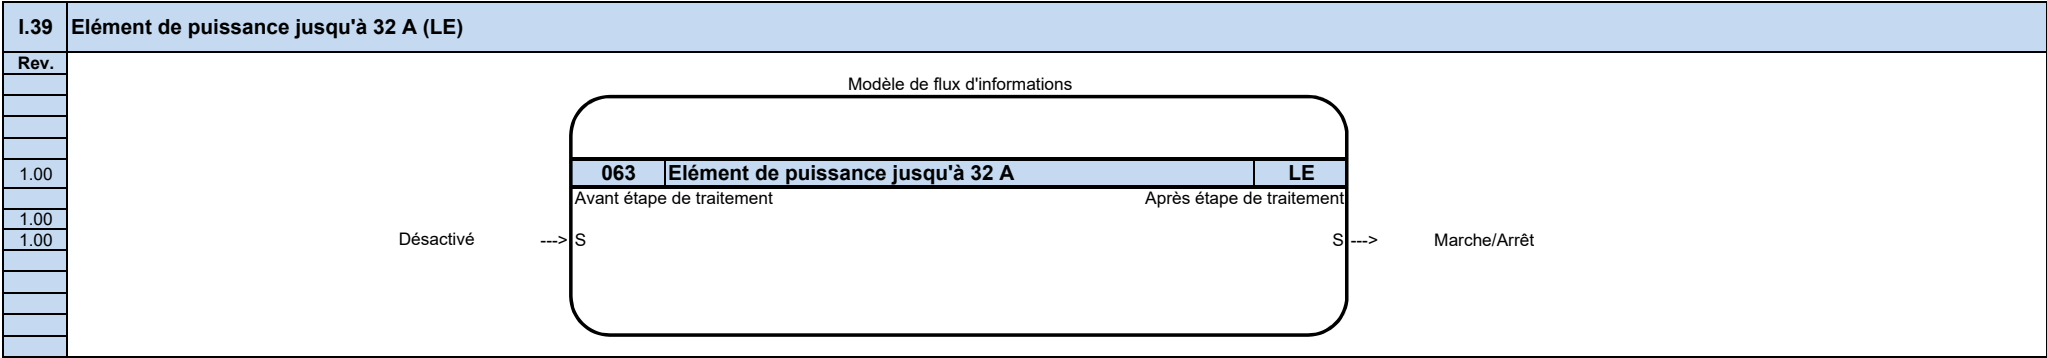 I.39 Elément de puissance jusqu'à 32 A (LE)
Rev.
Modèle de flux d'informations
1.00 063 Elément de puissance jusqu'à 32 A LE
Avant étape de traitement Après étape de traitement
1.00
1.00 Désactivé ---> S S ---> Marche/Arrêt